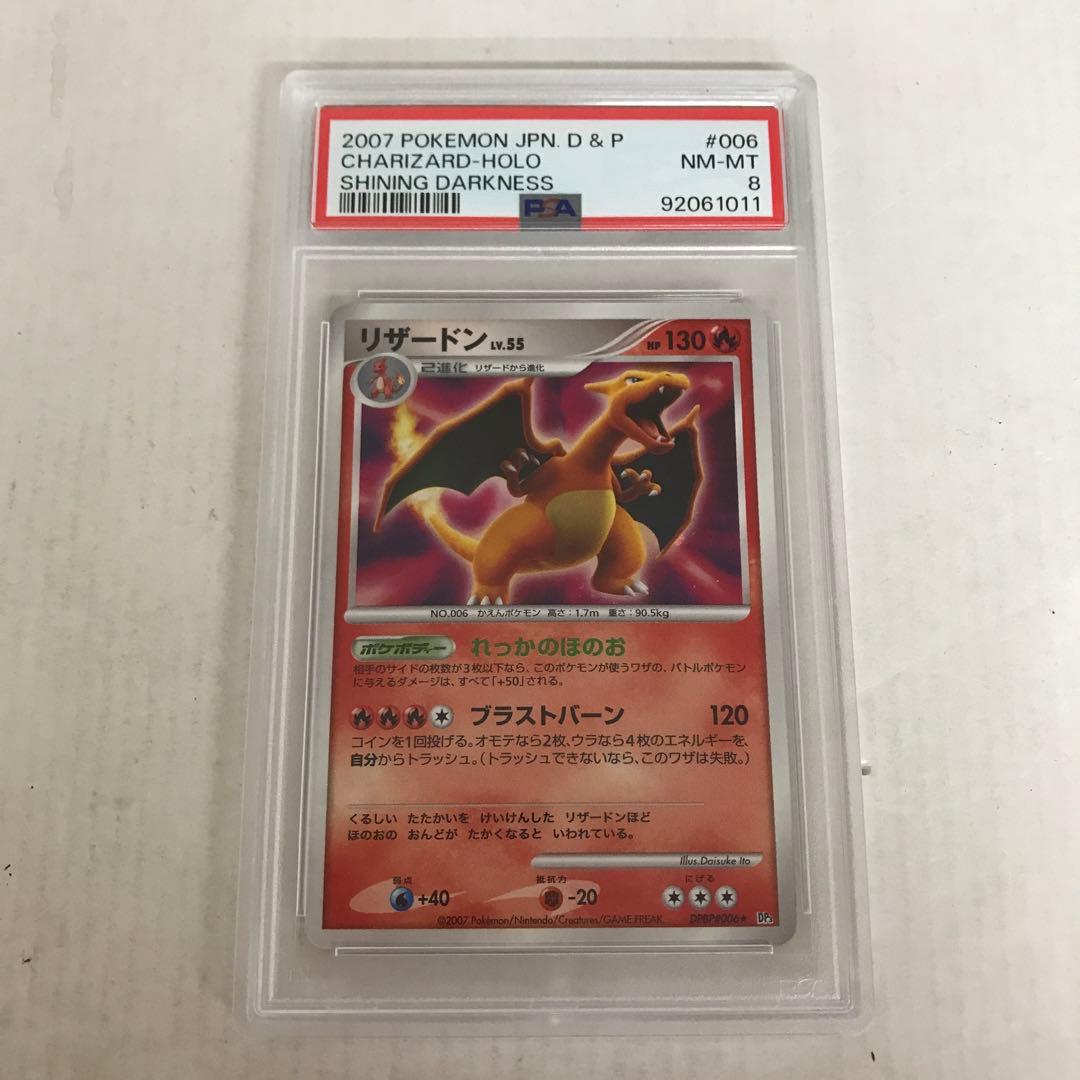 2007 POKEMON JPN. D & P #006
CHARIZARD-HOLO NM-MT
SHINING DARKNESS 8
PSA 92061011
リザードン LV.55 HP 130
2進化 リザードから進化
NO.006 かえんポケモン 高さ:1.7m 重さ:90.5kg
ポケボディー れっかのほのお
相手のサイドの枚数が3枚以下なら、このポケモンが使うワザの、バトルポケモン
に与えるダメージは、すべて「+50」される。
ブラストバーン 120
コインを1回投げる。オモテなら2枚、ウラなら4枚のエネルギーを、
自分からトラッシュ。(トラッシュできないなら、このワザは失敗。)
くるしい たたかいを けいけんした リザードンほど
ほのおの おんどが たかくなると いわれている。
Illus. Daisuke Ito
弱点 抵抗力 にげる
+40 -20
©2007 Pokémon/Nintendo/Creatures/GAME FREAK. DPBP#006★ DP3